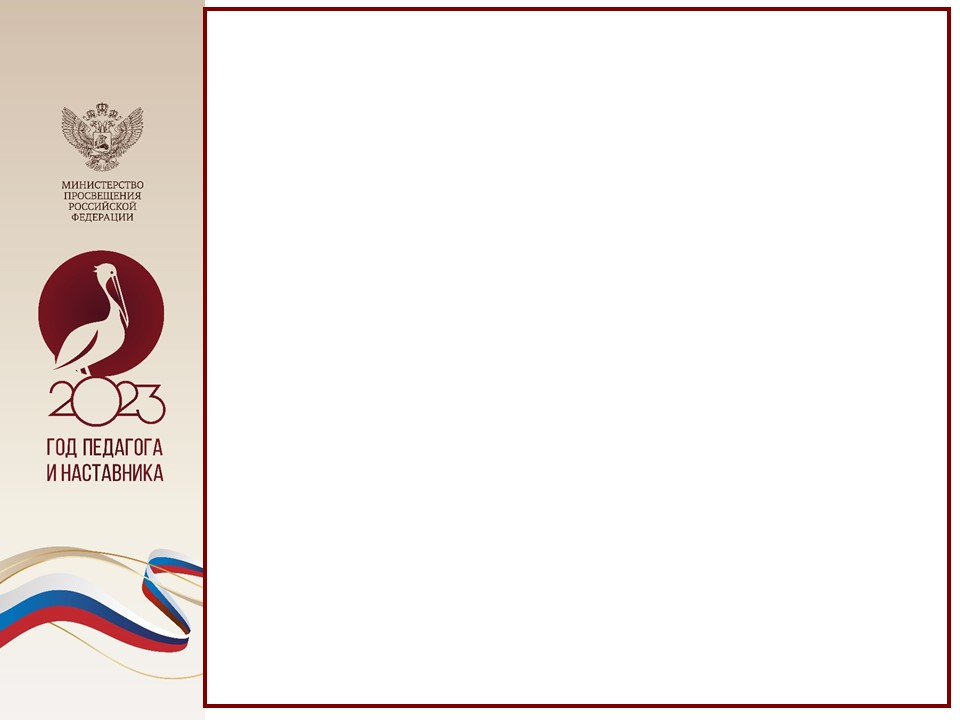 МИНИСТЕРСТВО
ПРОСВЕЩЕНИЯ
РОССИЙСКОЙ
ФЕДЕРАЦИИ
2023
ГОД ПЕДАГОГА
И НАСТАВНИКА